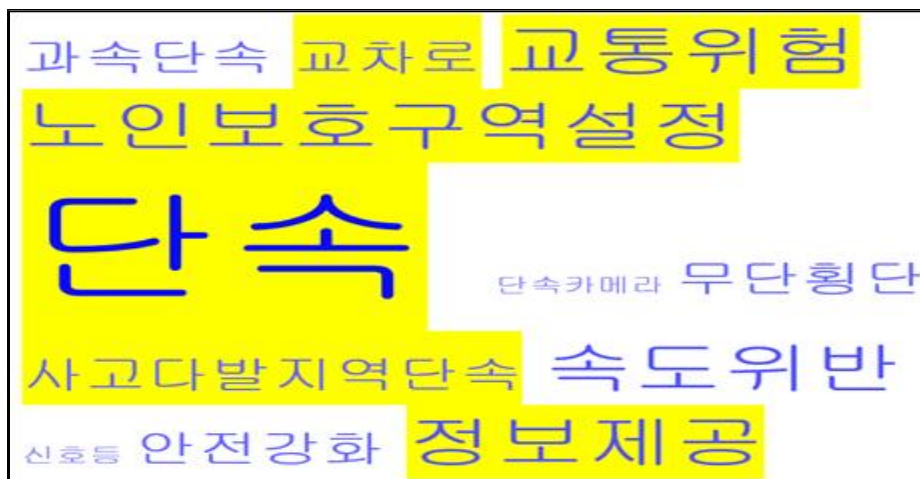 과속단속 교차로 교통위험
노인보호구역설정
단속 단속카메라 무단횡단
사고다발지역단속 속도위반
신호등 안전강화 정보제공